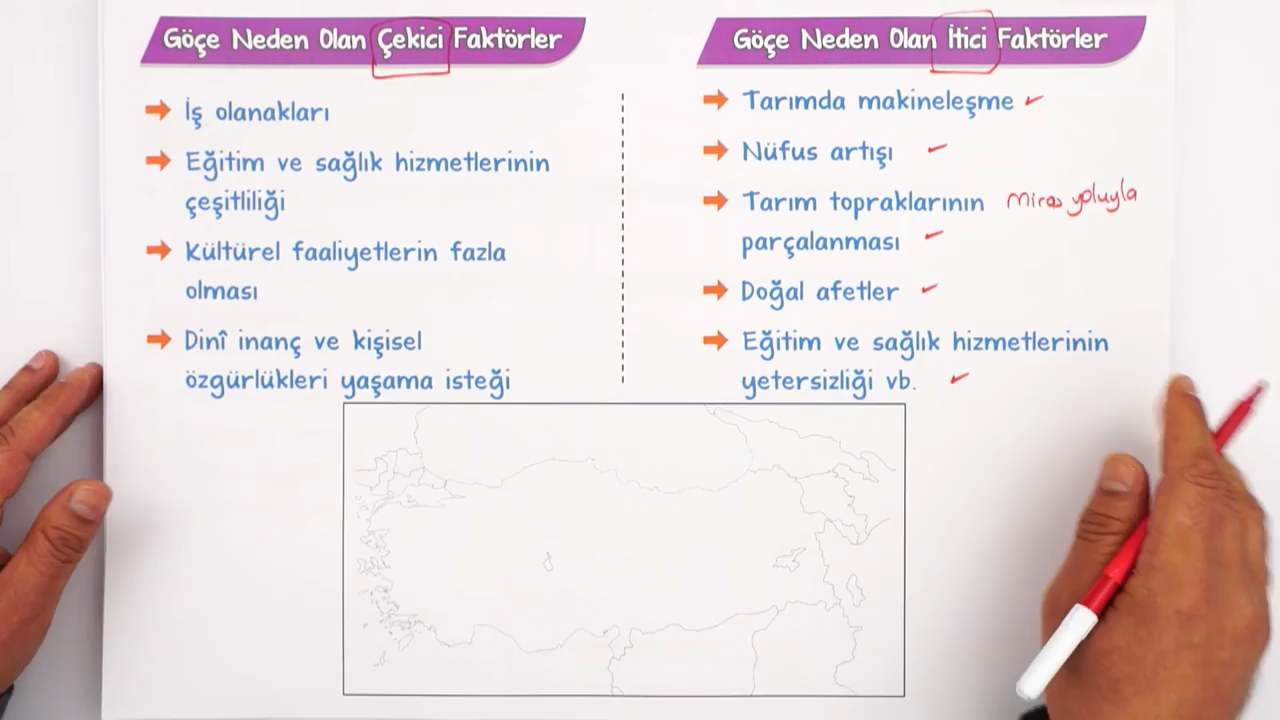 Göçe Neden Olan Çekici Faktörler
İş olanakları
Eğitim ve sağlık hizmetlerinin
çeşitliliği
Kültürel faaliyetlerin fazla
olması
Dinî inanç ve kişisel
özgürlükleri yaşama isteği
Göçe Neden Olan İtici Faktörler
Tarımda makineleşme
Nüfus artışı
Tarım topraklarının miras yoluyla
parçalanması
Doğal afetler
Eğitim ve sağlık hizmetlerinin
yetersizliği vb.